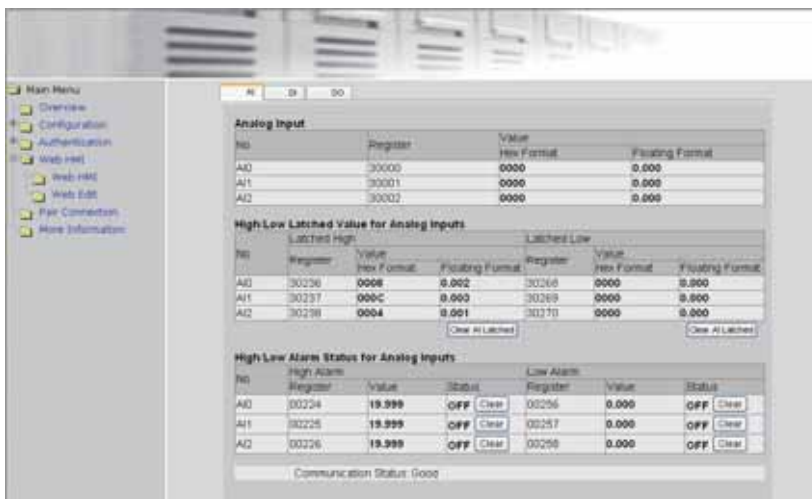 Main Menu
Overview
Configuration
Authentication
Web HMI
Web HMI
Web Edit
Pair Connection
More Information
AI DI DO
Analog Input
No. Register Value
Hex Format Floating Format
AI0 30000 0000 0.000
AI1 30001 0000 0.000
AI2 30002 0000 0.000
High Low Latched Value for Analog Inputs
No. Latched High Latched Low
Register Value Register Value
Hex Format Floating Format Hex Format Floating Format
AI0 30236 0.002 30268 0000 0.000
AI1 30237 000C 0.003 30269 0000 0.000
AI2 30238 0004 0.001 30270 0000 0.000
Clear AI Latched Clear AI Latched
High Low Alarm Status for Analog Inputs
No. High Alarm Low Alarm
Register Value Status Register Value Status
AI0 00224 19.999 OFF Clear 00256 0.000 OFF Clear
AI1 00225 19.999 OFF Clear 00257 0.000 OFF Clear
AI2 00226 19.999 OFF Clear 00258 0.000 OFF Clear
Communication Status: Good